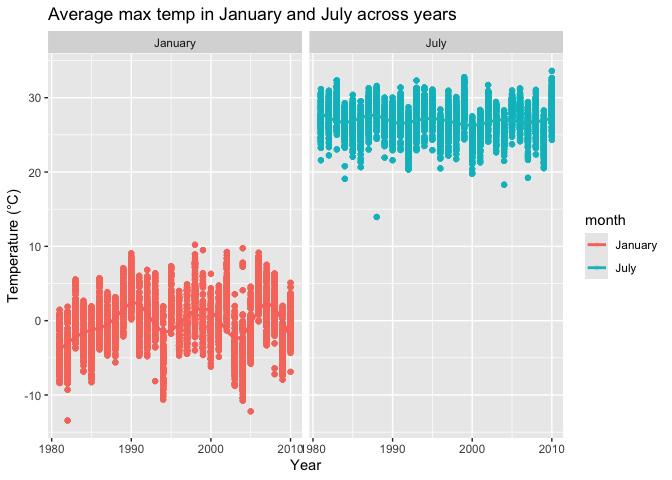 Average max temp in January and July across years
January
July
30
20
10
0
-10
Temperature (°C)
1980
1990
2000
2010
1980
1990
2000
2010
Year
month
January
July